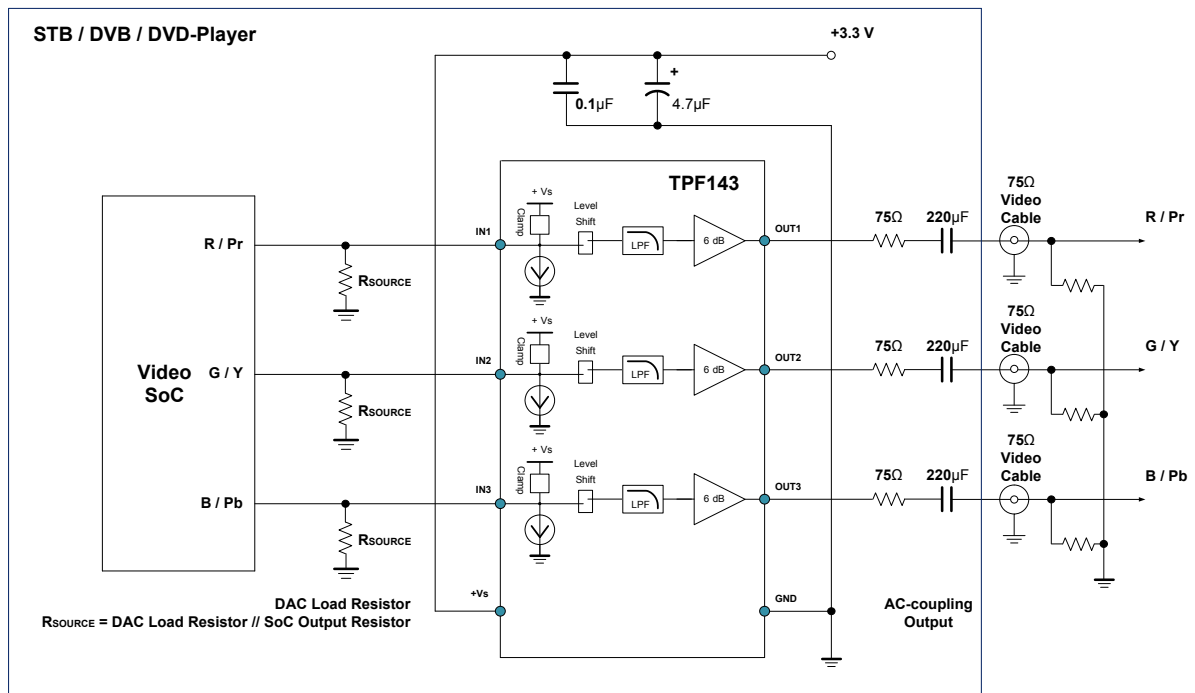 STB / DVB / DVD-Player
+3.3 V
+
0.1µF
4.7µF
TPF143
Video
SoC
R / Pr
RSOURCE
IN1
+ Vs
Clamp
Level
Shift
LPF
6 dB
OUT1
75Ω
220µF
75Ω
Video
Cable
R / Pr
G / Y
RSOURCE
IN2
+ Vs
Clamp
Level
Shift
LPF
6 dB
OUT2
75Ω
220µF
75Ω
Video
Cable
G / Y
B / Pb
RSOURCE
IN3
+ Vs
Clamp
Level
Shift
LPF
6 dB
OUT3
75Ω
220µF
75Ω
Video
Cable
B / Pb
DAC Load Resistor
RSOURCE = DAC Load Resistor // SoC Output Resistor
+Vs
GND
AC-coupling
Output